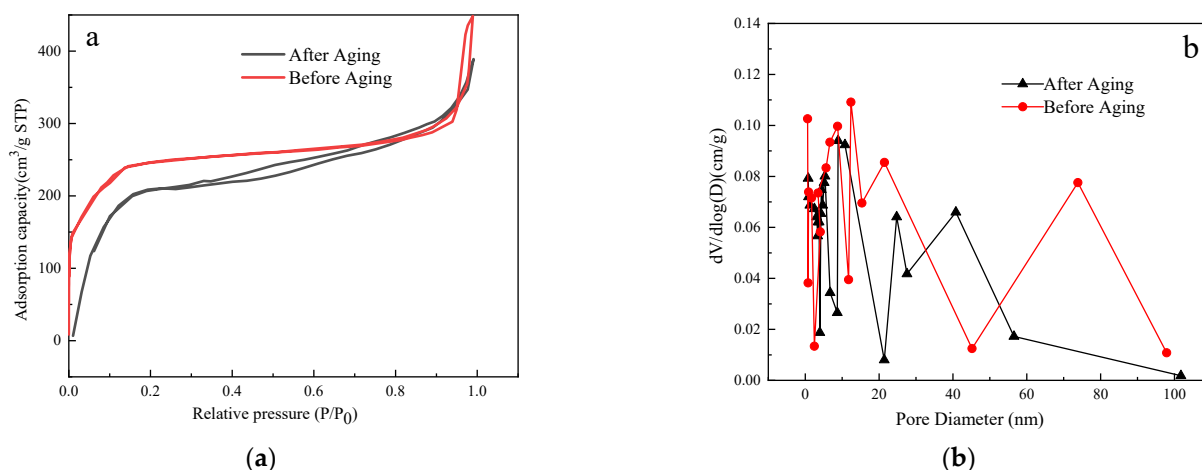 a
After Aging
Before Aging
400
300
200
100
0
Adsorption capacity(cm³/g STP)
0.0 0.2 0.4 0.6 0.8 1.0
Relative pressure (P/P₀)
(a)
b
After Aging
Before Aging
0.14
0.12
0.10
0.08
0.06
0.04
0.02
0.00
dV/dlog(D)(cm/g)
0 20 40 60 80 100
Pore Diameter (nm)
(b)